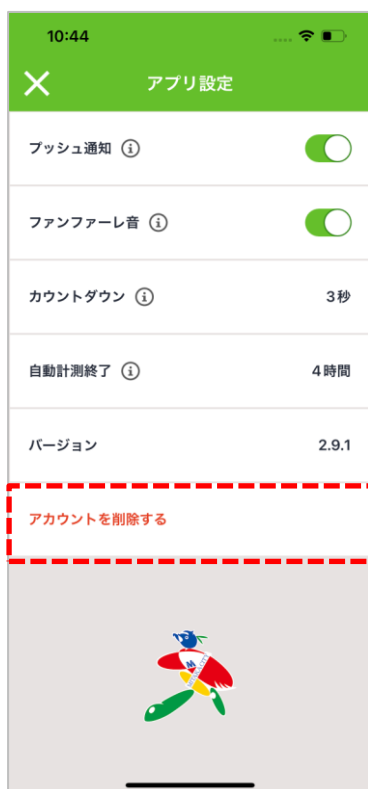 10:44
アプリ設定
プッシュ通知
ファンファーレ音
カウントダウン 3秒
自動計測終了 4時間
バージョン 2.9.1
アカウントを削除する